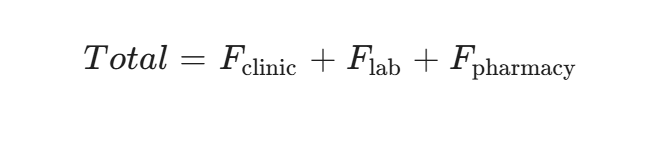 Total = F_clinic + F_lab + F_pharmacy